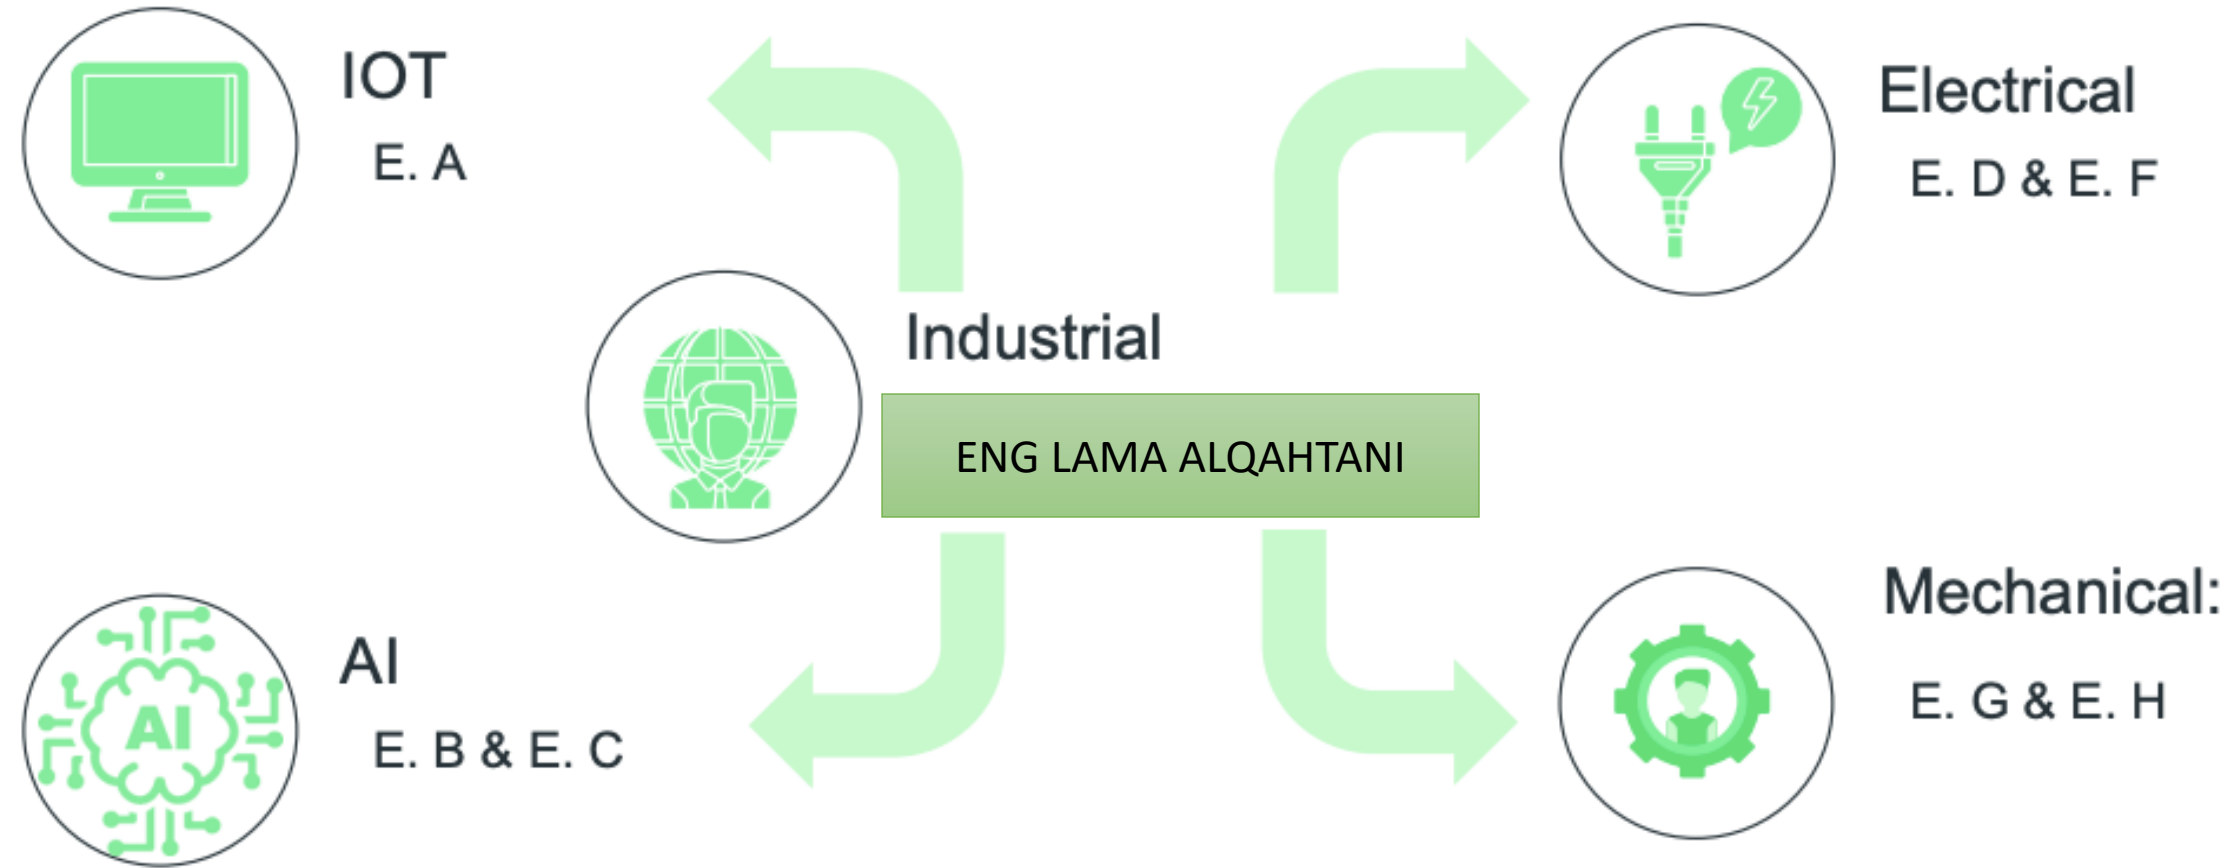 IOT
E. A
Electrical
E. D & E. F
Industrial
ENG LAMA ALQAHTANI
AI
AI
E. B & E. C
Mechanical:
E. G & E. H